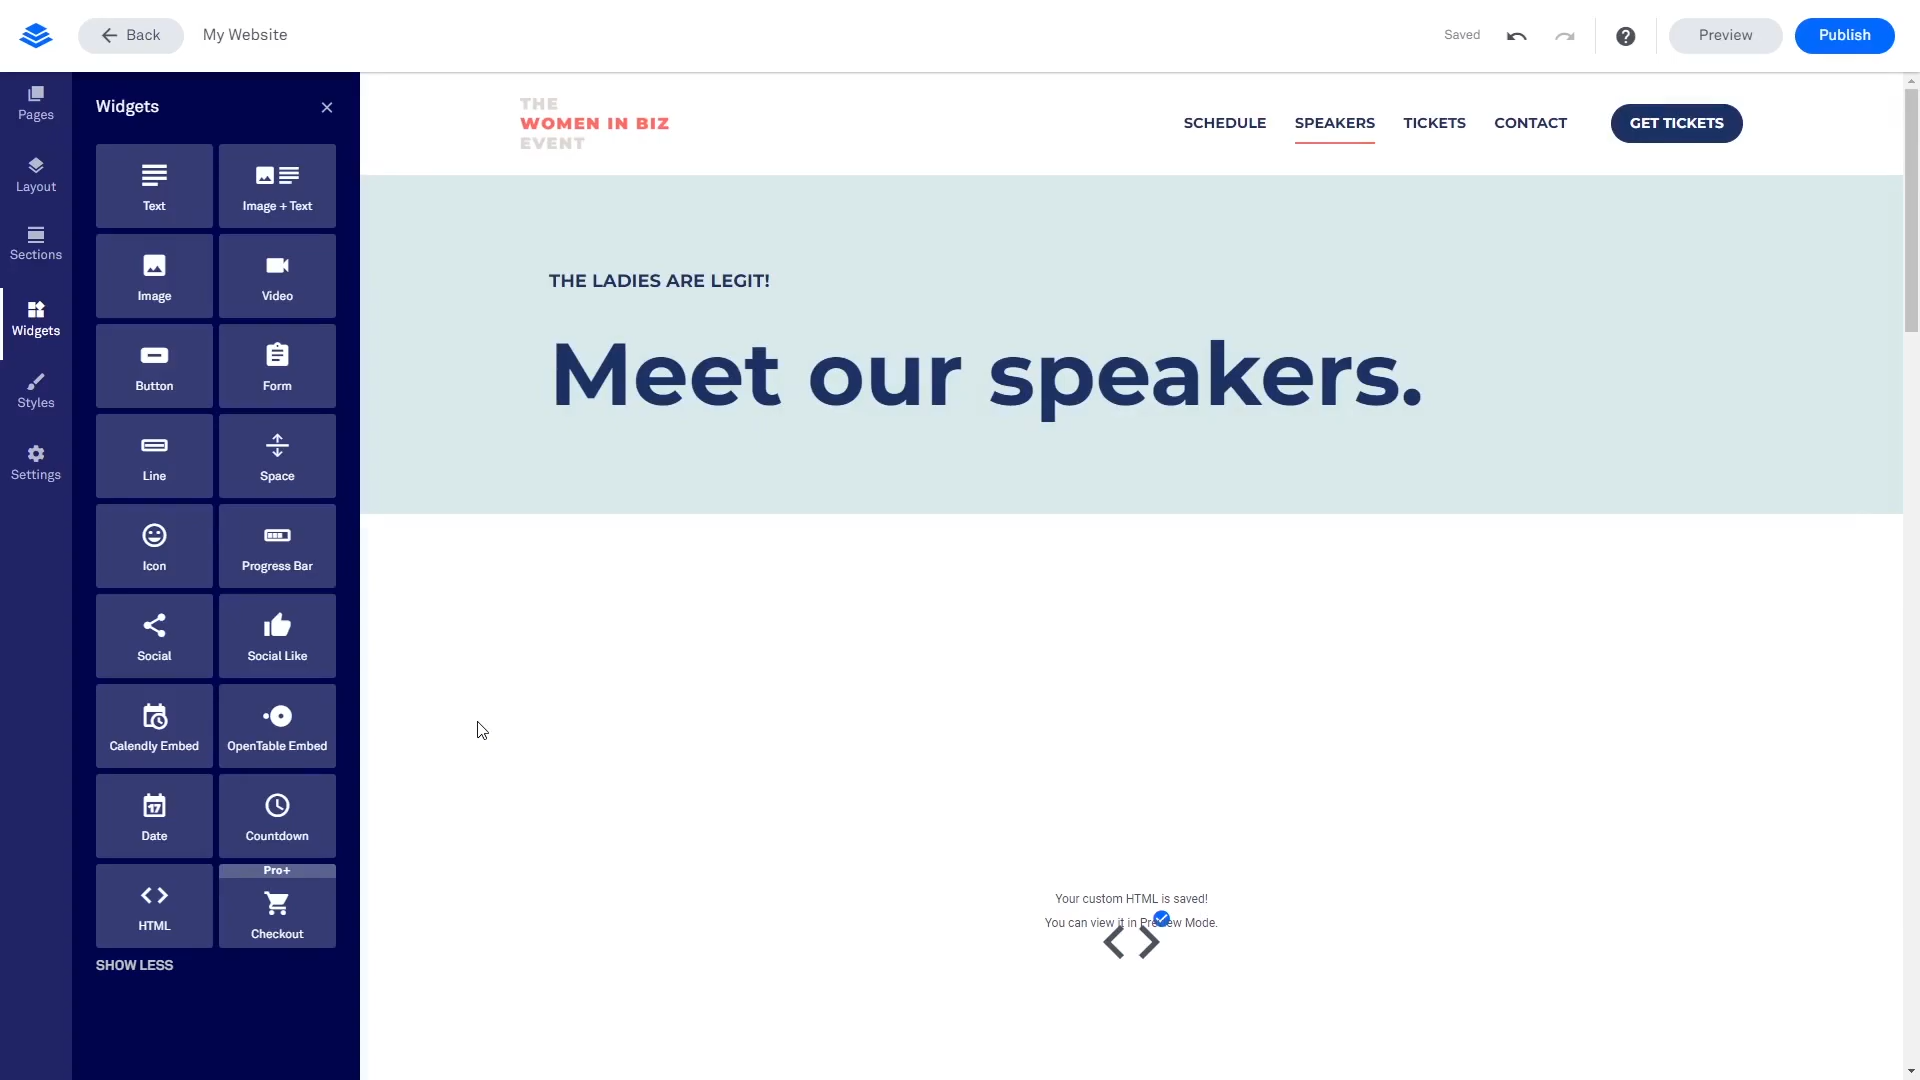 Back
My Website
Saved
?
Preview
Publish
Pages
Layout
Sections
Widgets
Styles
Settings
Widgets
Text
Image + Text
Image
Video
Button
Form
Line
Space
Icon
Progress Bar
Social
Social Like
Calendly Embed
OpenTable Embed
17
Date
Countdown
HTML
Pro+
Checkout
SHOW LESS
THE
WOMEN IN BIZ
EVENT
SCHEDULE
SPEAKERS
TICKETS
CONTACT
GET TICKETS
THE LADIES ARE LEGIT!
Meet our speakers.
Your custom HTML is saved!
You can view it in Preview Mode.